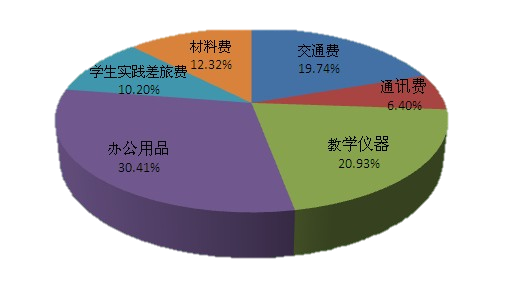 材料费
12.32%
交通费
19.74%
学生实践差旅费
10.20%
通讯费
6.40%
办公用品
30.41%
教学仪器
20.93%